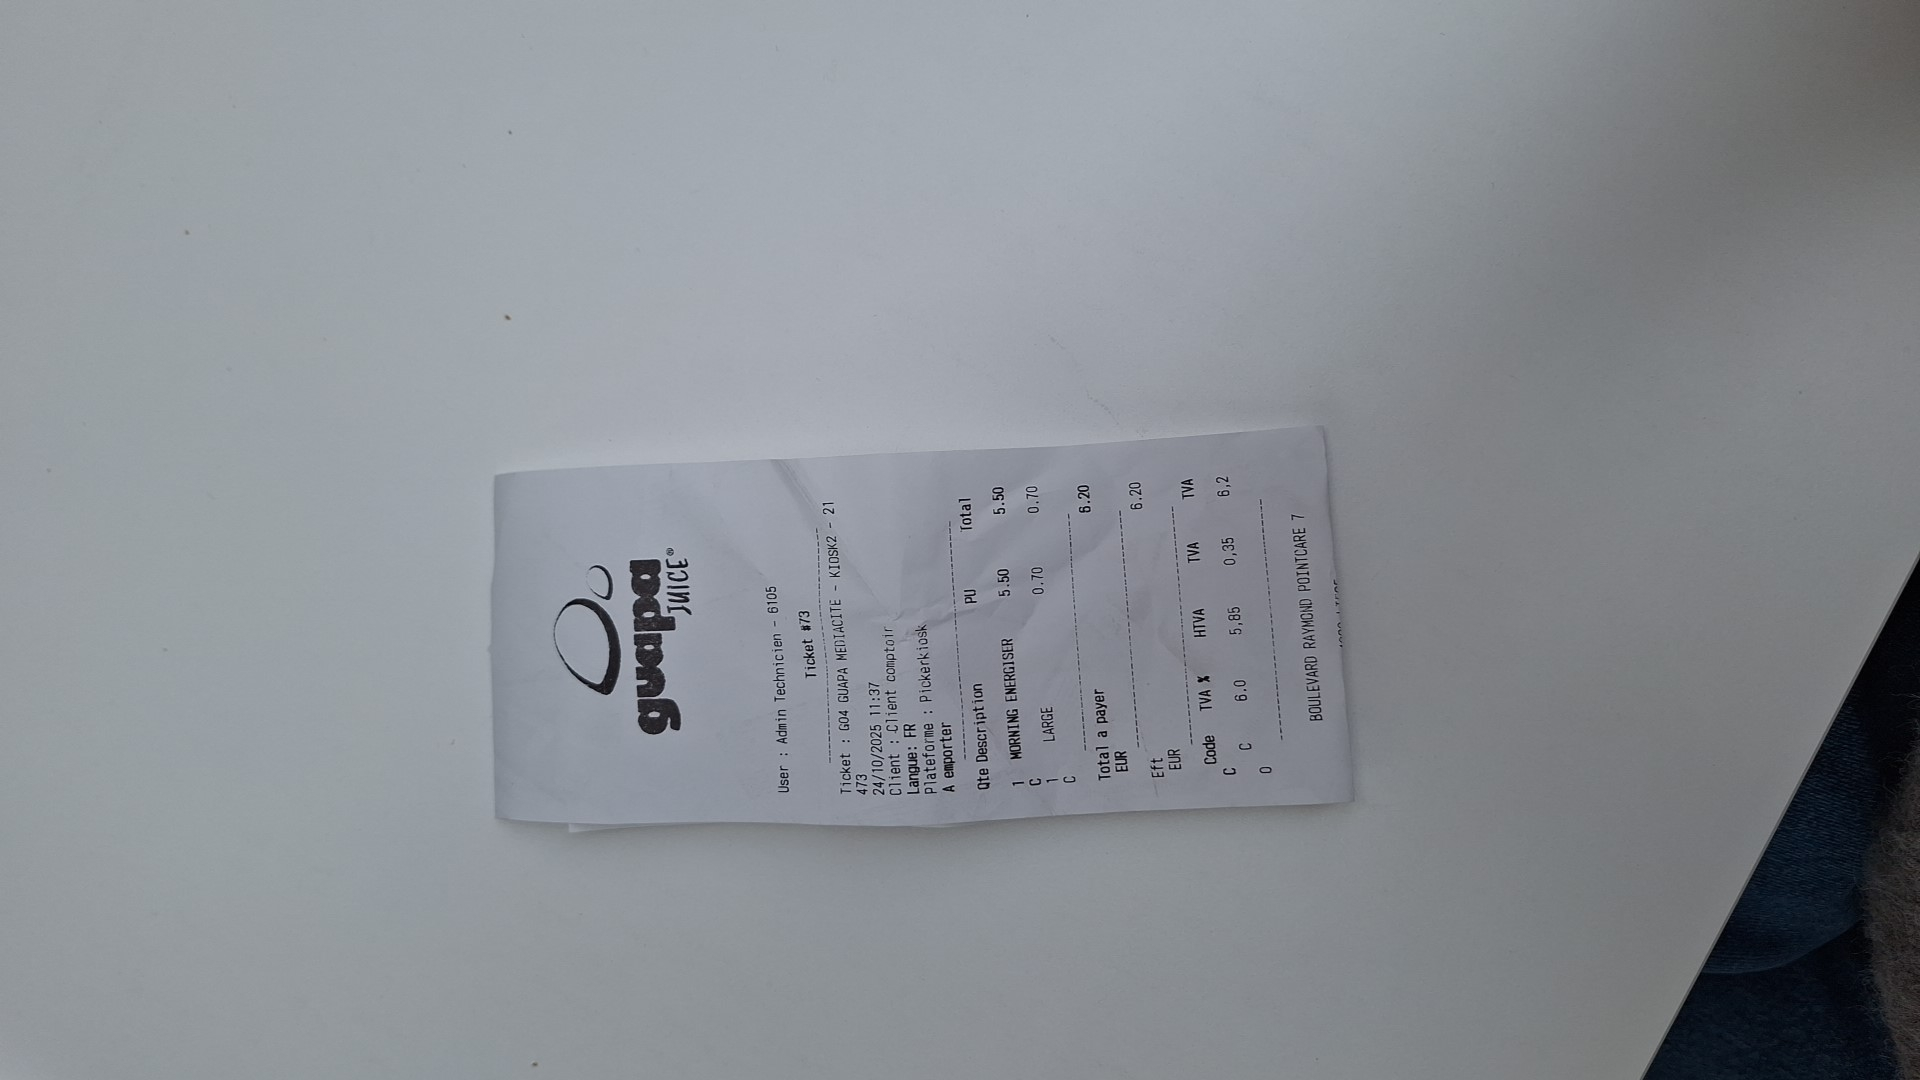 guapa
JUICE®
User : Admin Technicien - 6105
Ticket #73
Ticket : G04 GUAPA MEDIACITE - KIOSK2 - 21
473
24/10/2025 11:37
Client : Client comptoir
Langue: FR
Plateforme : Pickerkiosk
A emporter
Qte Description PU Total
1 MORNING ENERGISER 5.50 5.50
C
1 LARGE 0.70 0.70
C
Total a payer 6.20
EUR
Eft 6.20
EUR
Code TVA % HTVA TVA TVA
C 6.0 5,85 0,35 6,2
C
0
BOULEVARD RAYMOND POINTCARE 7